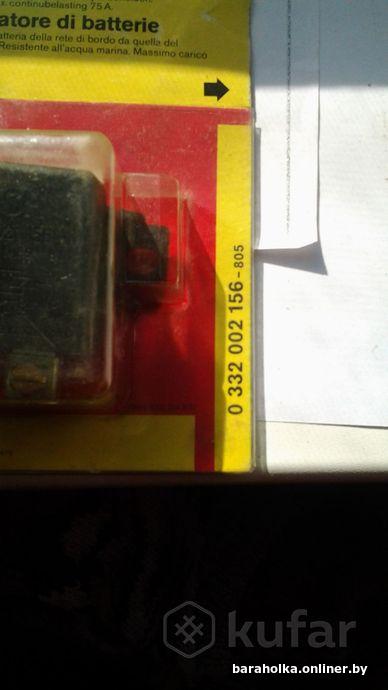 . continubelasting 75 A.
atore di batterie
atteria della rete di bordo da quella del
Resistente all'acqua marina. Massimo carico
0 332 002 156 - 805
kufar
baraholka.onliner.by